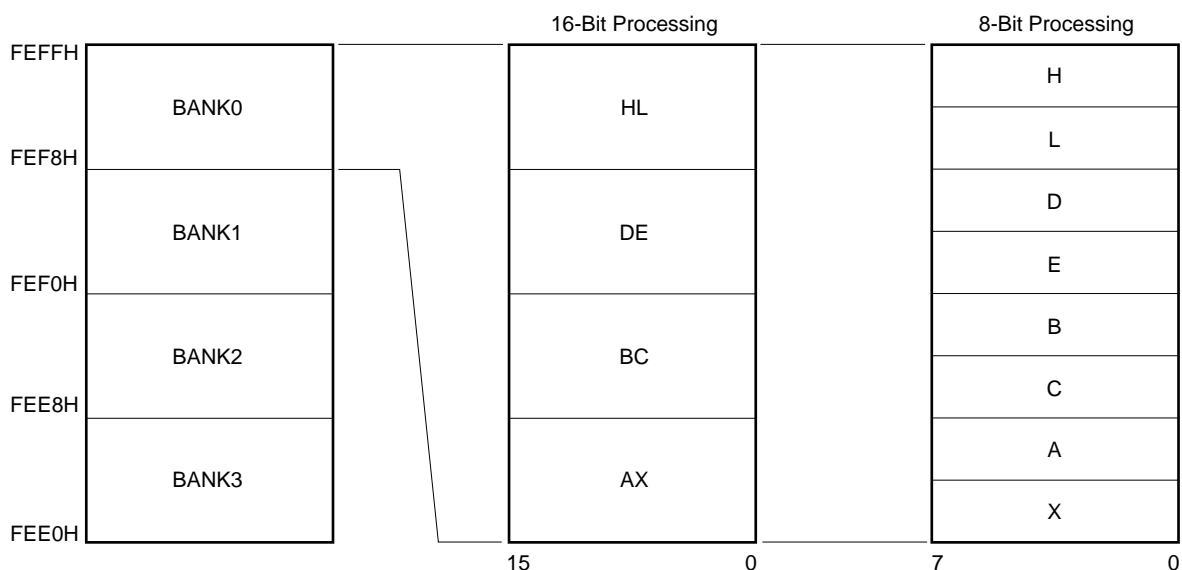 16-Bit Processing
8-Bit Processing
FEFFH
BANK0
FEF8H
BANK1
FEF0H
BANK2
FEE8H
BANK3
FEE0H
HL
DE
BC
AX
15
0
H
L
D
E
B
C
A
X
7
0